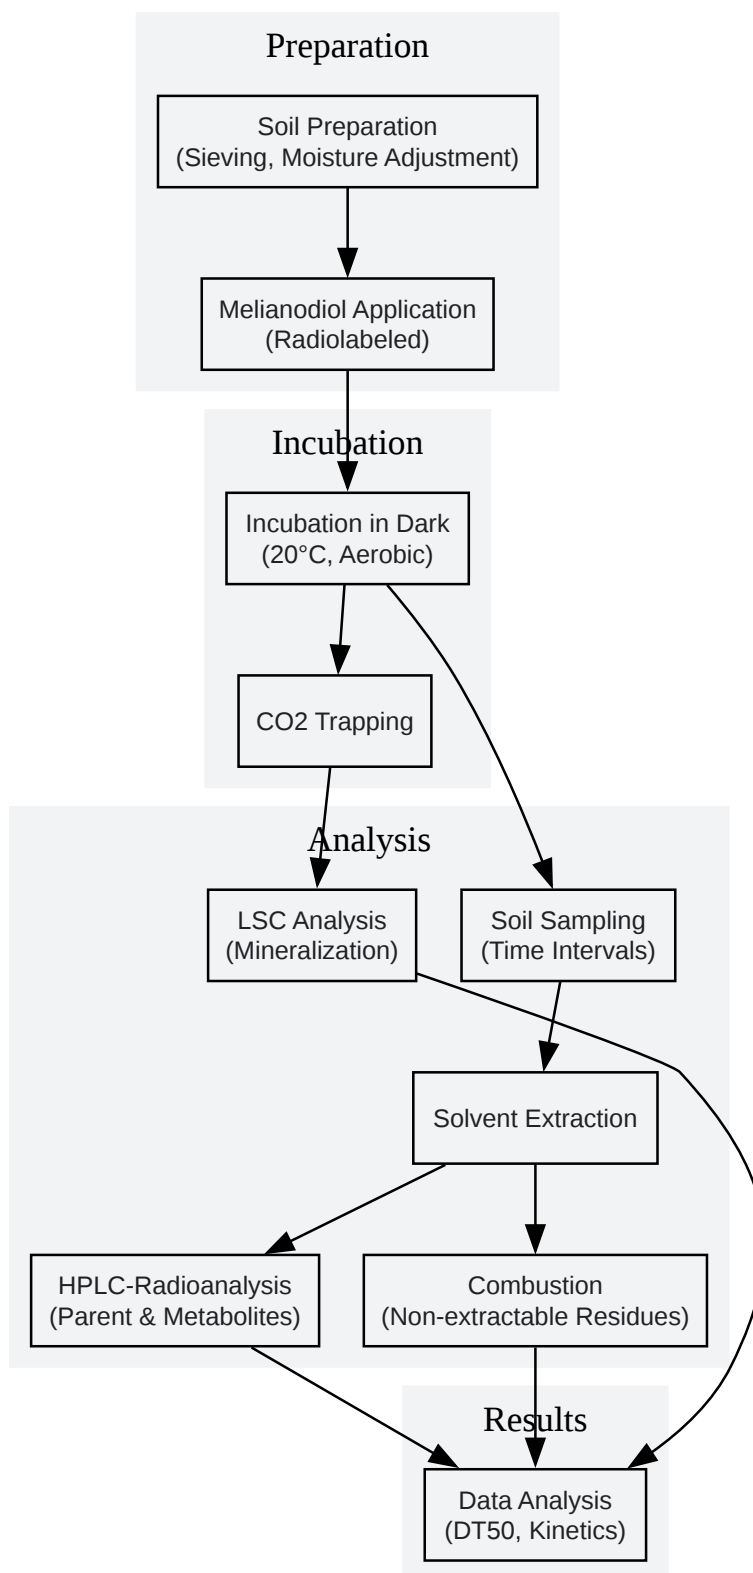 Preparation
Soil Preparation
(Sieving, Moisture Adjustment)
Melianodiol Application
(Radiolabeled)
Incubation
Incubation in Dark
(20°C, Aerobic)
CO2 Trapping
Analysis
LSC Analysis
(Mineralization)
Soil Sampling
(Time Intervals)
Solvent Extraction
HPLC-Radioanalysis
(Parent & Metabolites)
Combustion
(Non-extractable Residues)
Results
Data Analysis
(DT50, Kinetics)